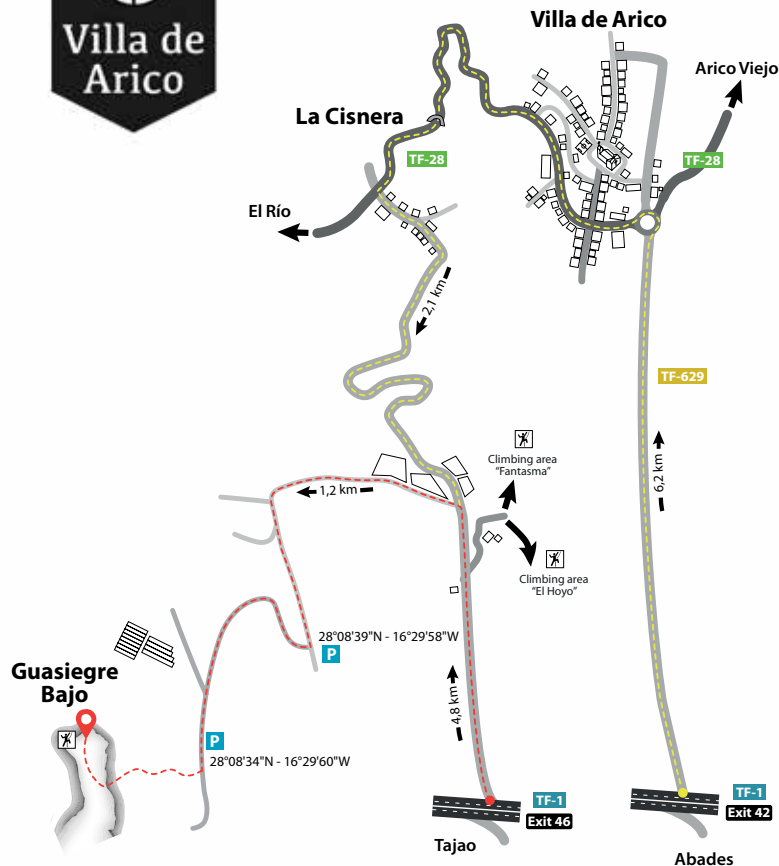 Villa de
Arico
Villa de Arico
Arico Viejo
La Cisnera
TF-28
TF-28
El Río
2,1 km
TF-629
Climbing area
"Fantasma"
1,2 km
6,2 km
Climbing area
"El Hoyo"
28°08'39"N - 16°29'58"W
P
Guasiegre
Bajo
4,8 km
P
28°08'34"N - 16°29'60"W
TF-1
Exit 46
TF-1
Exit 42
Tajao
Abades